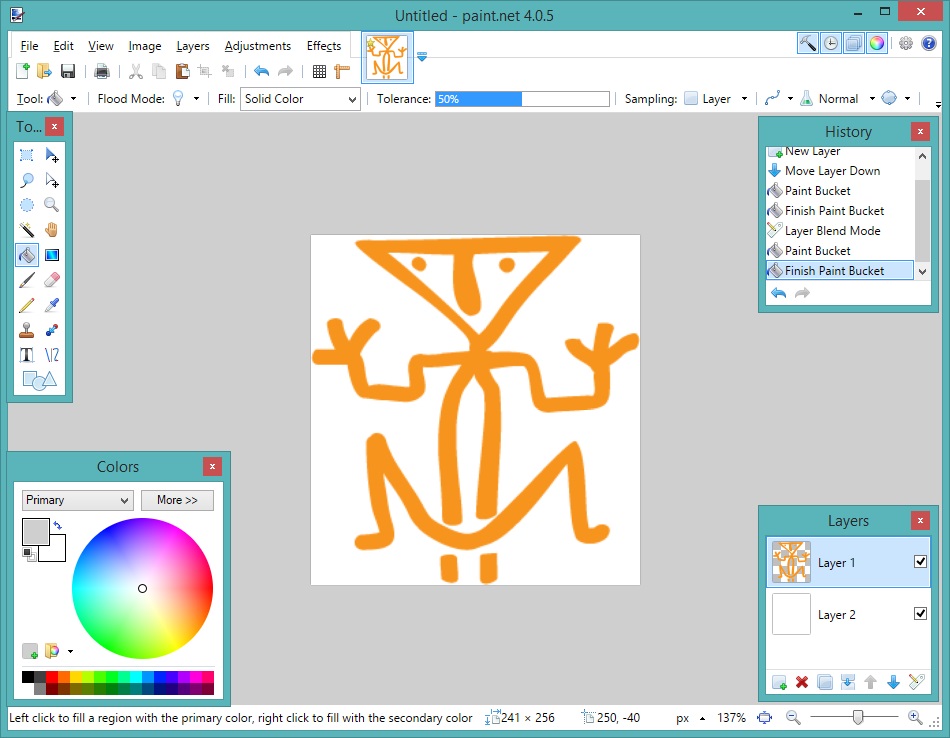 Untitled - paint.net 4.0.5
File Edit View Image Layers Adjustments Effects
Tool: Flood Mode: Fill: Solid Color Tolerance: 50% Sampling: Layer Normal
To...
History
New Layer
Move Layer Down
Paint Bucket
Finish Paint Bucket
Layer Blend Mode
Paint Bucket
Finish Paint Bucket
Colors
Primary More >>
Layers
Layer 1
Layer 2
Left click to fill a region with the primary color, right click to fill with the secondary color 241 × 256 250, -40 px 137%